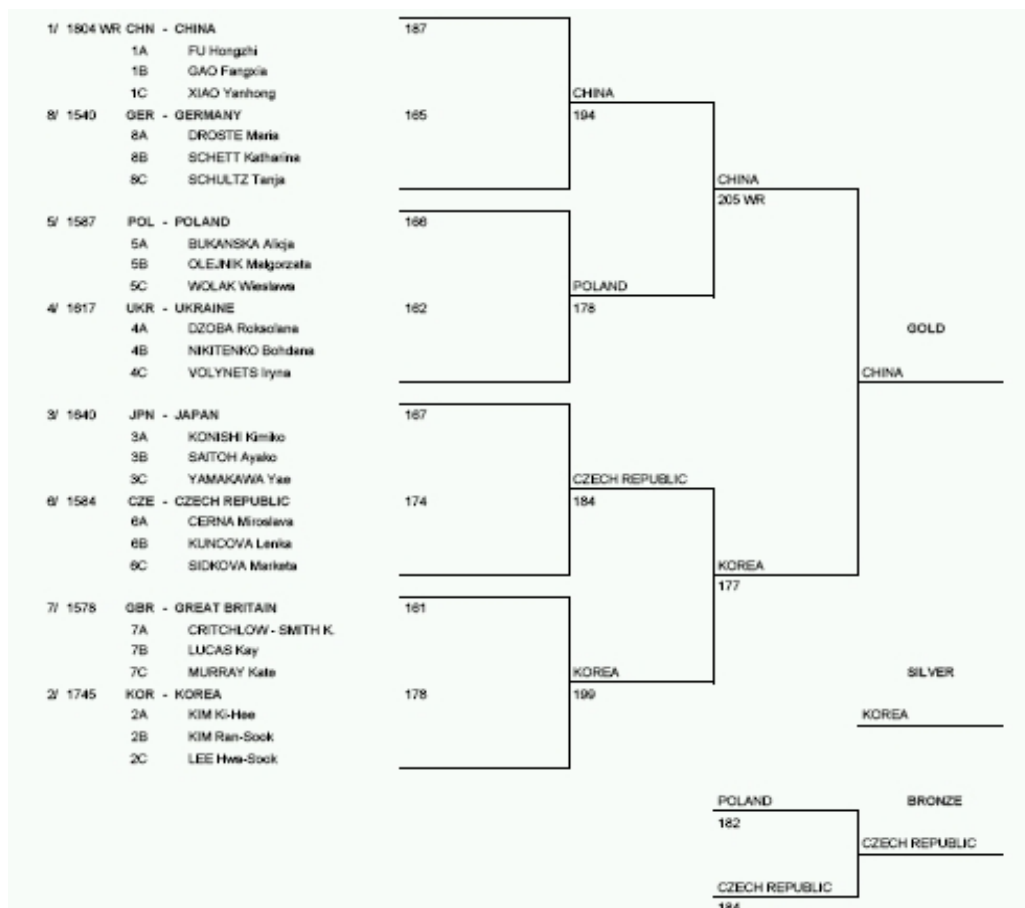 1/ 1804 WR CHN - CHINA 187
1A FU Hongzhi
1B GAO Fangxia
1C XIAO Yanhong
CHINA
8/ 1540 GER - GERMANY 165 194
8A DROSTE Maria
8B SCHETT Katharina
8C SCHULTZ Tanja
CHINA
205 WR
5/ 1587 POL - POLAND 166
5A BUKANSKA Alicja
5B OLEJNIK Malgorzata
5C WOLAK Wieslawa
POLAND
4/ 1617 UKR - UKRAINE 162 178
4A DZOBA Roksolana GOLD
4B NIKITENKO Bohdana
4C VOLYNETS Iryna CHINA
3/ 1640 JPN - JAPAN 167
3A KONISHI Kimiko
3B SAITOH Ayako
3C YAMAKAWA Yae CZECH REPUBLIC
6/ 1584 CZE - CZECH REPUBLIC 174 184
6A CERNA Miroslava
6B KUNCOVA Lenka
6C SIDKOVA Marketa KOREA
177
7/ 1578 GBR - GREAT BRITAIN 161
7A CRITCHLOW - SMITH K.
7B LUCAS Kay
7C MURRAY Kate KOREA SILVER
2/ 1745 KOR - KOREA 178 199
2A KIM Ki-Hee KOREA
2B KIM Ran-Sook
2C LEE Hwa-Sook
POLAND BRONZE
182
CZECH REPUBLIC
CZECH REPUBLIC
184